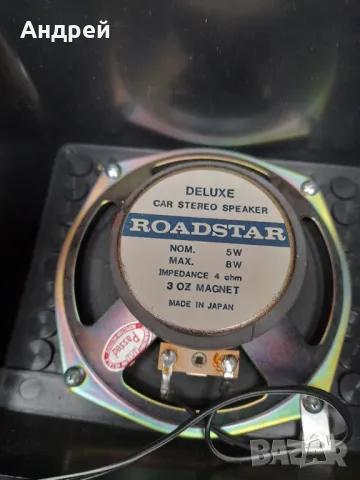 Андрей
DELUXE
CAR STEREO SPEAKER
ROADSTAR
NOM. 5W
MAX. 8W
IMPEDANCE 4 ohm
3 OZ MAGNET
MADE IN JAPAN
Passed
BAZAR